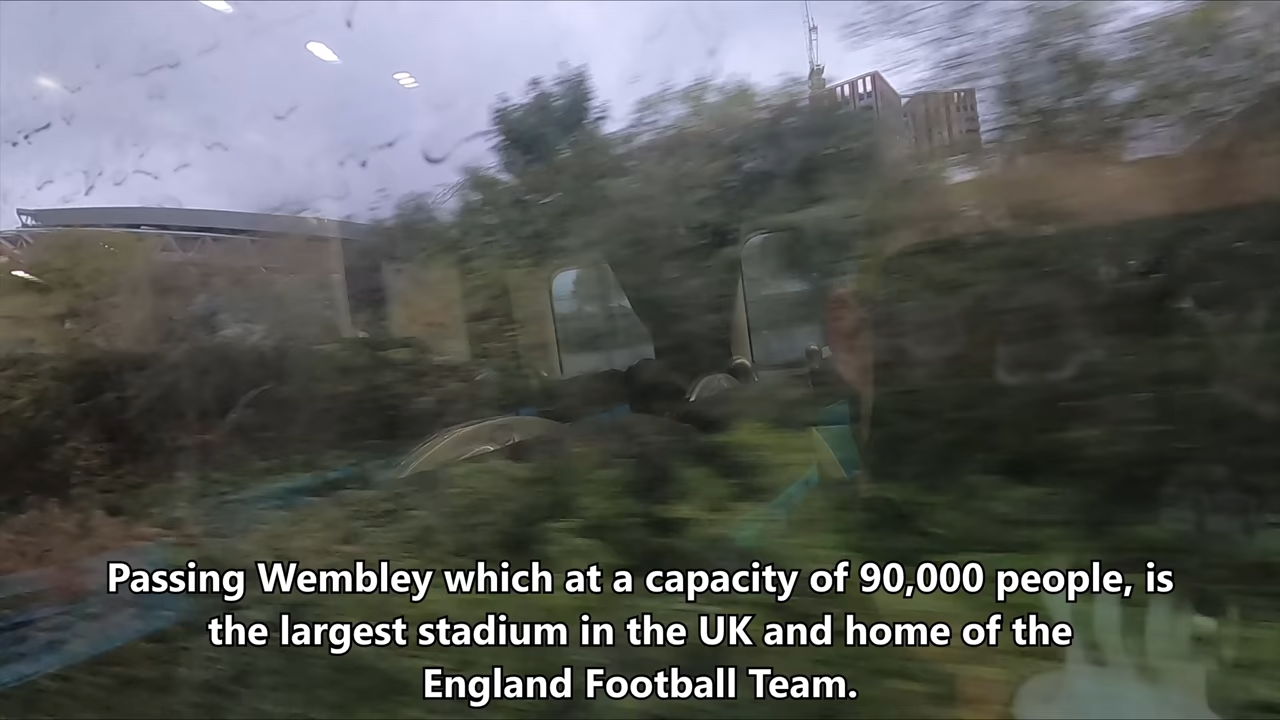 Passing Wembley which at a capacity of 90,000 people, is
the largest stadium in the UK and home of the
England Football Team.